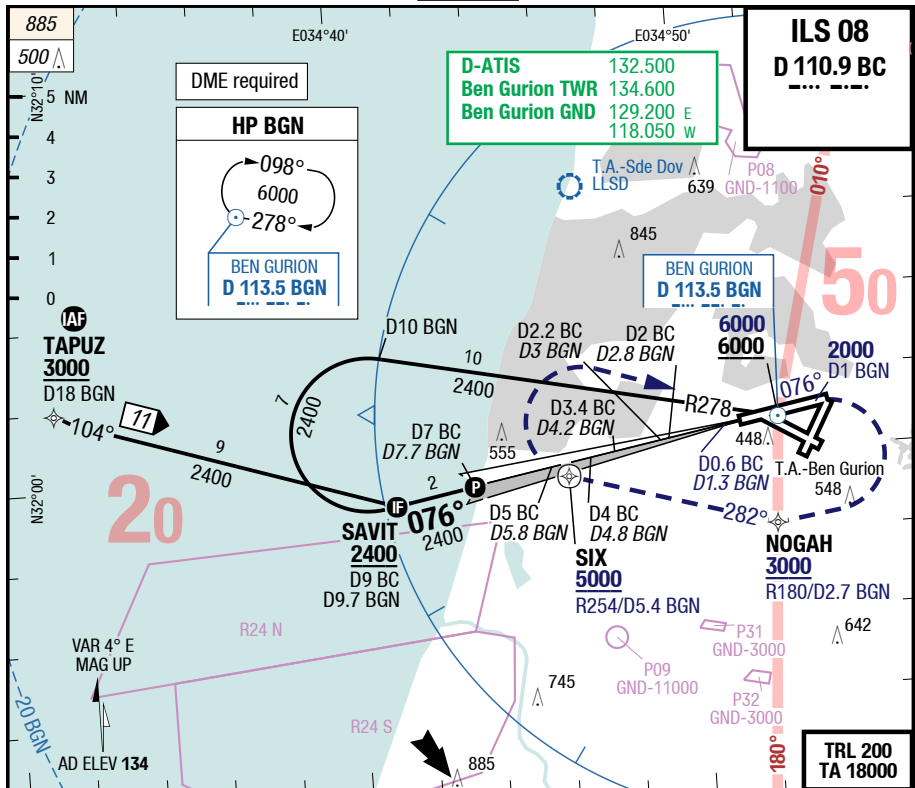 885
500
E034°40'
E034°50'
ILS 08
D 110.9 BC
N32°10'
5 NM
4
3
2
1
0
DME required
HP BGN
098°
6000
278°
BEN GURION
D 113.5 BGN
D-ATIS 132.500
Ben Gurion TWR 134.600
Ben Gurion GND 129.200 E
118.050 W
T.A.-Sde Dov
LLSD
639
P08
GND-1100
010°
845
BEN GURION
D 113.5 BGN
50
6000
6000
2000
D1 BGN
076°
IAF
TAPUZ
3000
D18 BGN
104°
11
9
2400
D10 BGN
7
2400
10
2400
R278
D2.2 BC
D3 BGN
D2 BC
D2.8 BGN
D3.4 BC
D4.2 BGN
D7 BC
D7.7 BGN
555
448
D0.6 BC
D1.3 BGN
T.A.-Ben Gurion
548
N32°00'
20
IF
P
2
076°
2400
SAVIT
2400
D9 BC
D9.7 BGN
D5 BC
D5.8 BGN
D4 BC
D4.8 BGN
282°
SIX
5000
R254/D5.4 BGN
NOGAH
3000
R180/D2.7 BGN
R24 N
P31
GND-3000
642
P09
GND-11000
P32
GND-3000
VAR 4° E
MAG UP
745
20 BGN
R24 S
AD ELEV 134
885
180°
TRL 200
TA 18000